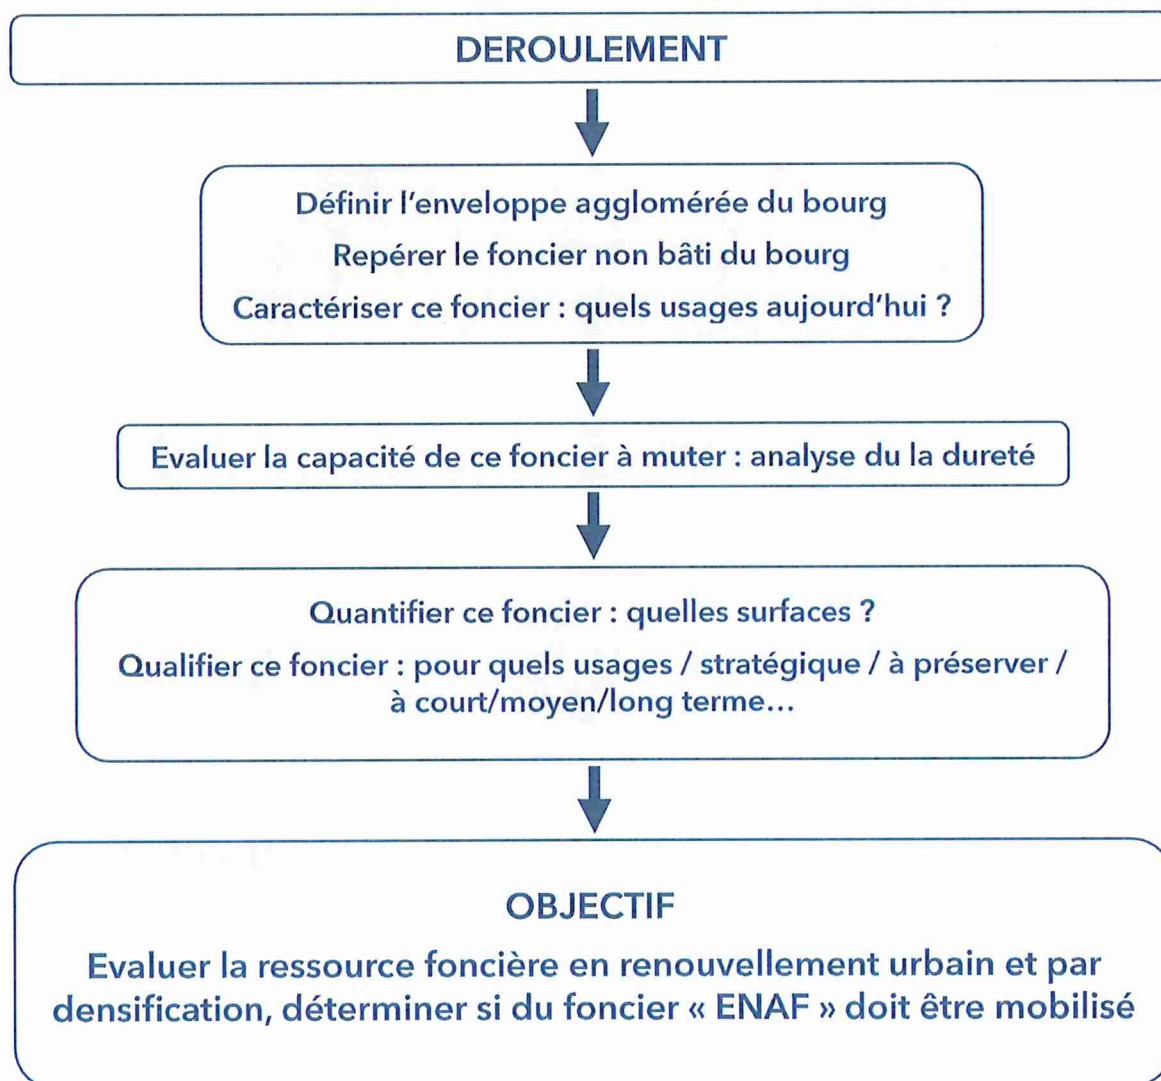 DEROULEMENT
Définir l'enveloppe agglomérée du bourg
Repérer le foncier non bâti du bourg
Caractériser ce foncier : quels usages aujourd'hui ?
Evaluer la capacité de ce foncier à muter : analyse du la dureté
Quantifier ce foncier : quelles surfaces ?
Qualifier ce foncier : pour quels usages / stratégique / à préserver /
à court/moyen/long terme...
OBJECTIF
Evaluer la ressource foncière en renouvellement urbain et par
densification, déterminer si du foncier « ENAF » doit être mobilisé